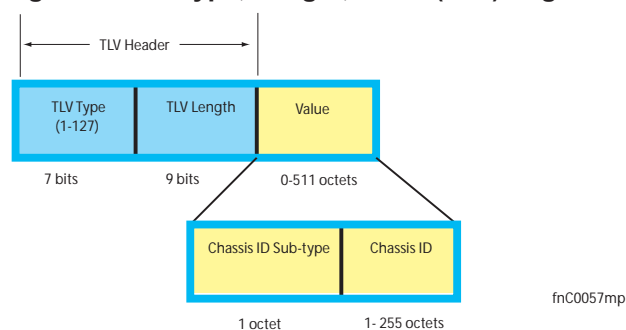 TLV Header
TLV Type
(1-127)
TLV Length
Value
7 bits
9 bits
0-511 octets
Chassis ID Sub-type
Chassis ID
1 octet
1- 255 octets
fnC0057mp